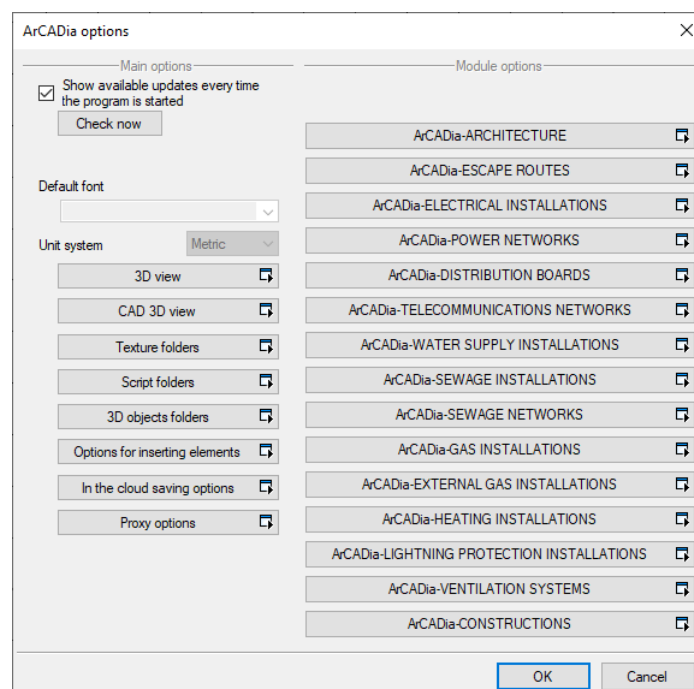 ArCADia options
Main options
Show available updates every time
the program is started
Check now
Default font
Unit system
Metric
3D view
CAD 3D view
Texture folders
Script folders
3D objects folders
Options for inserting elements
In the cloud saving options
Proxy options
Module options
ArCADia-ARCHITECTURE
ArCADia-ESCAPE ROUTES
ArCADia-ELECTRICAL INSTALLATIONS
ArCADia-POWER NETWORKS
ArCADia-DISTRIBUTION BOARDS
ArCADia-TELECOMMUNICATIONS NETWORKS
ArCADia-WATER SUPPLY INSTALLATIONS
ArCADia-SEWAGE INSTALLATIONS
ArCADia-SEWAGE NETWORKS
ArCADia-GAS INSTALLATIONS
ArCADia-EXTERNAL GAS INSTALLATIONS
ArCADia-HEATING INSTALLATIONS
ArCADia-LIGHTNING PROTECTION INSTALLATIONS
ArCADia-VENTILATION SYSTEMS
ArCADia-CONSTRUCTIONS
OK
Cancel